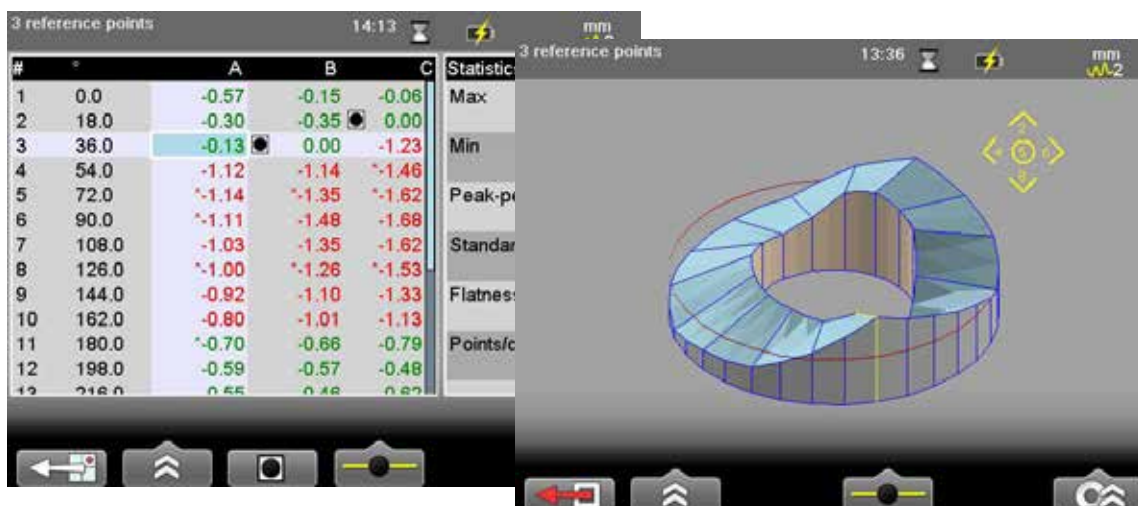 3 reference points 14:13 mm
# ° A B C Statistic
1 0.0 -0.57 -0.15 -0.06 Max
2 18.0 -0.30 -0.35 0.00
3 36.0 -0.13 0.00 -1.23 Min
4 54.0 -1.12 -1.14 *-1.46
5 72.0 *-1.14 *-1.35 *-1.62 Peak-p
6 90.0 *-1.11 -1.48 -1.68
7 108.0 -1.03 -1.35 -1.62 Standar
8 126.0 *-1.00 *-1.26 *-1.53
9 144.0 -0.92 -1.10 -1.33 Flatnes
10 162.0 -0.80 -1.01 -1.13
11 180.0 *-0.70 -0.66 -0.79 Points/c
12 198.0 -0.59 -0.57 -0.48
3 reference points 13:36 mm
2
2
4 5 6
8